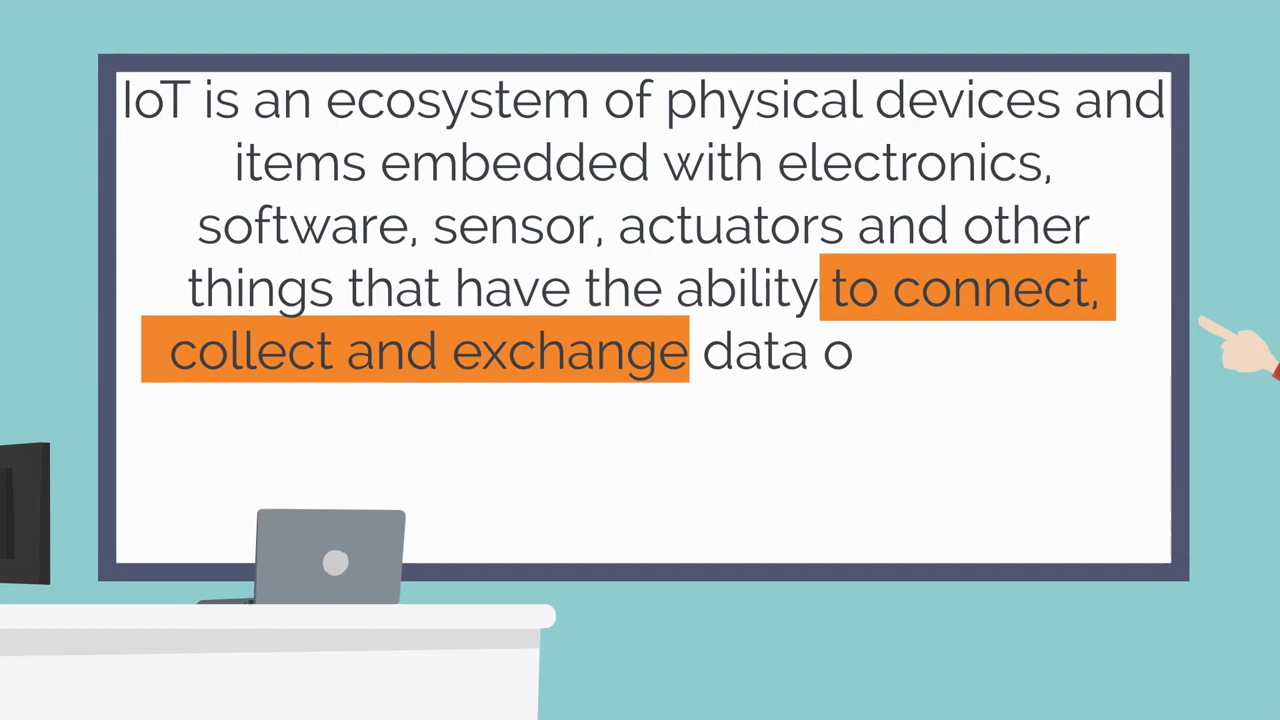 IoT is an ecosystem of physical devices and
items embedded with electronics,
software, sensor, actuators and other
things that have the ability to connect,
collect and exchange data o